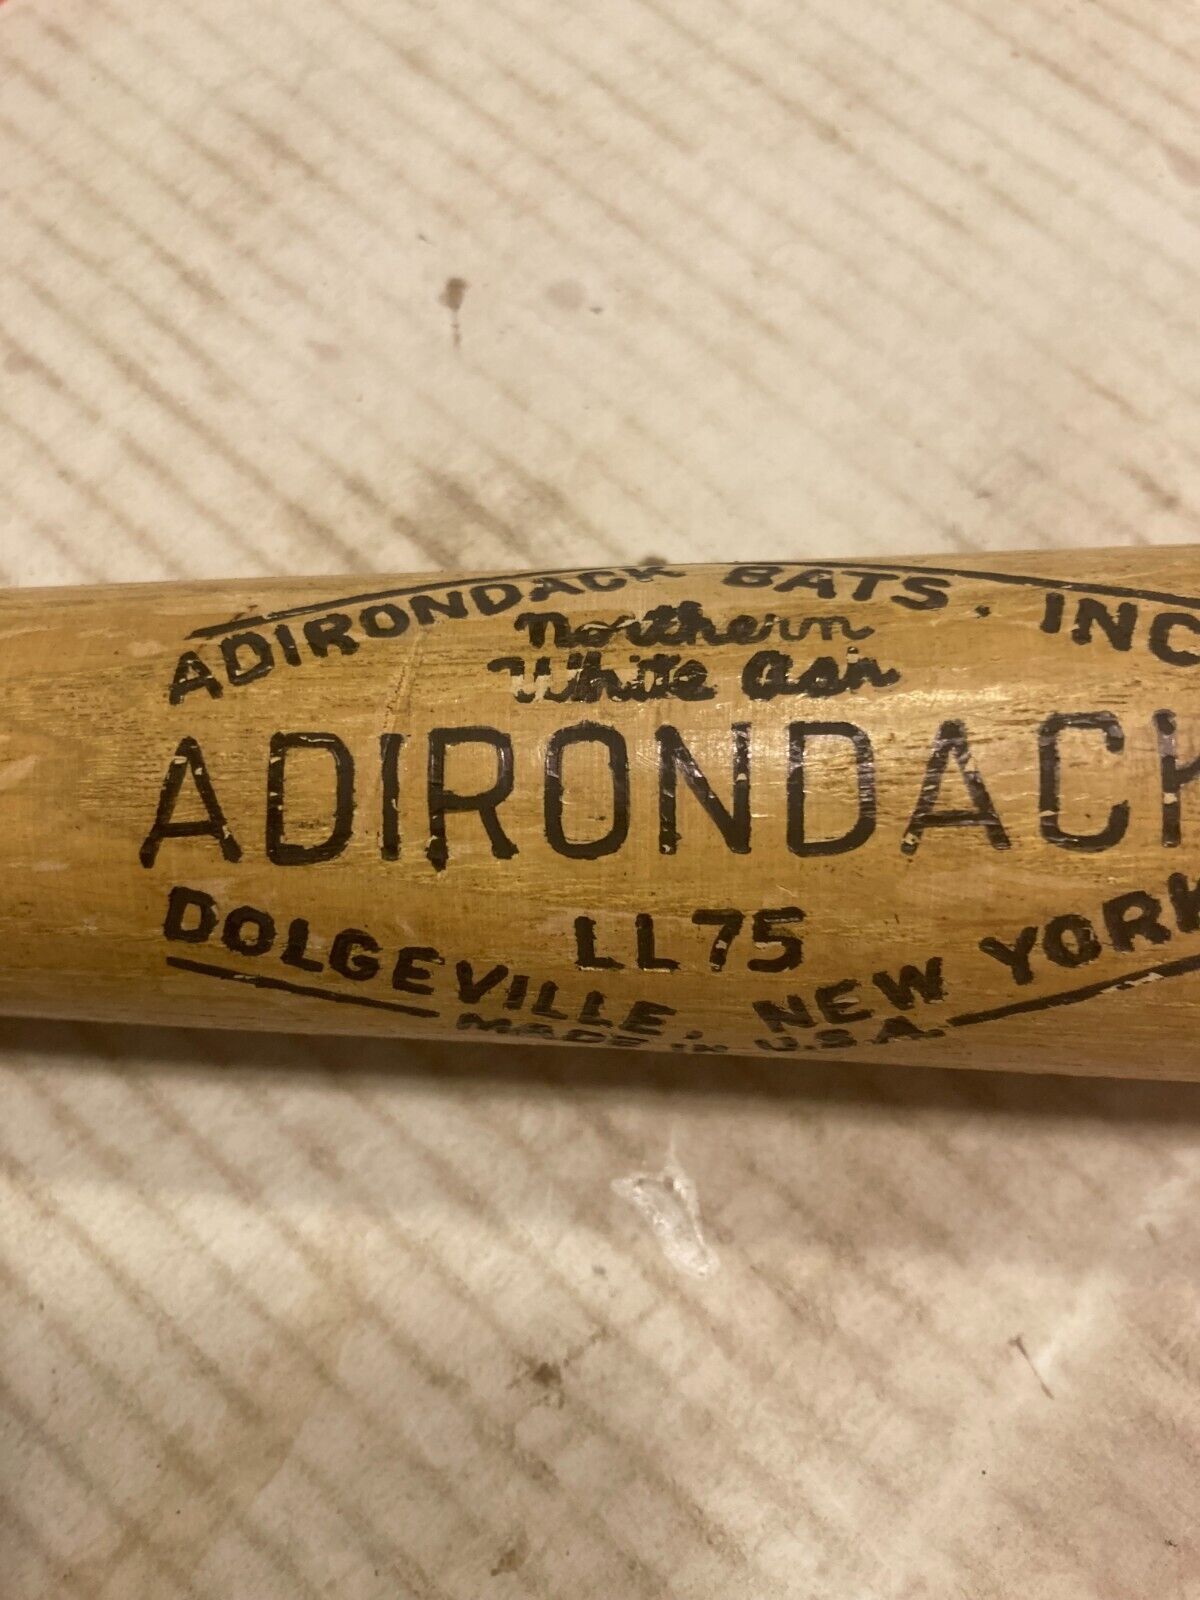 ADIRONDACK BATS, INC
Northern
White Ash
ADIRONDACK
LL75
DOLGEVILLE, NEW YORK
MADE IN U.S.A.